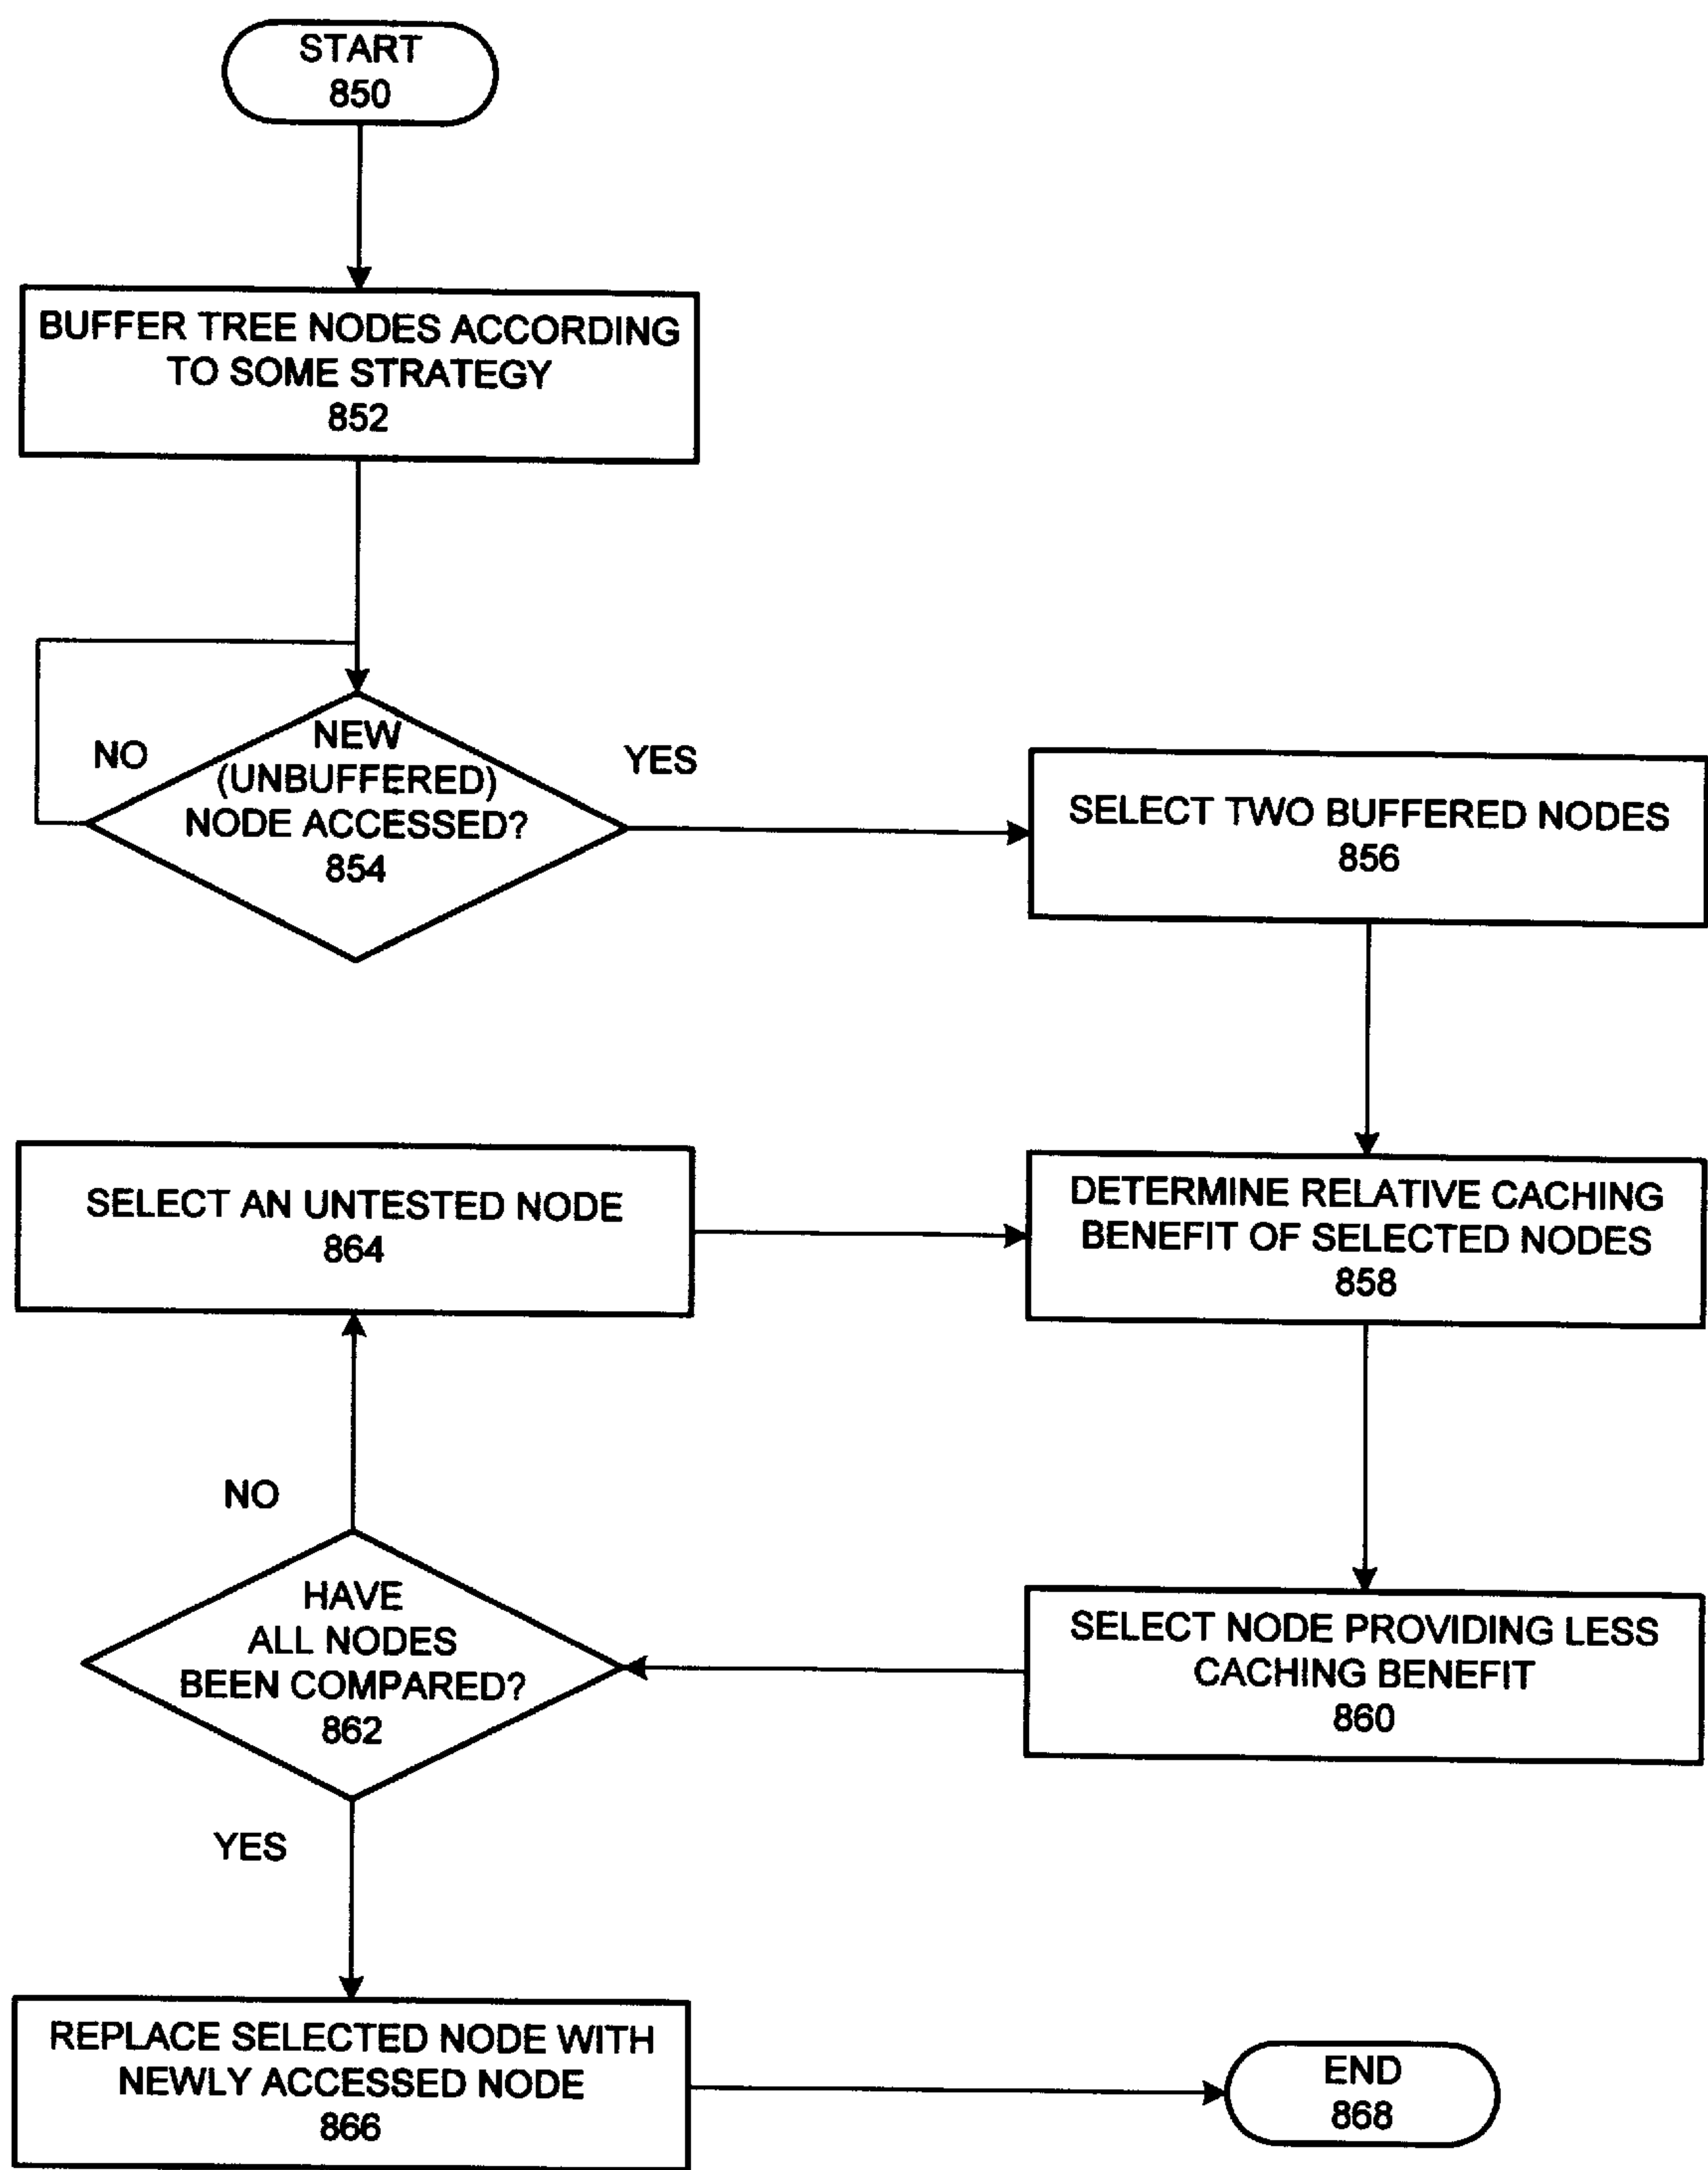 START
850
BUFFER TREE NODES ACCORDING
TO SOME STRATEGY
852
NO
NEW
(UNBUFFERED)
NODE ACCESSED?
854
YES
SELECT TWO BUFFERED NODES
856
SELECT AN UNTESTED NODE
864
DETERMINE RELATIVE CACHING
BENEFIT OF SELECTED NODES
858
NO
HAVE
ALL NODES
BEEN COMPARED?
862
SELECT NODE PROVIDING LESS
CACHING BENEFIT
860
YES
REPLACE SELECTED NODE WITH
NEWLY ACCESSED NODE
866
END
868